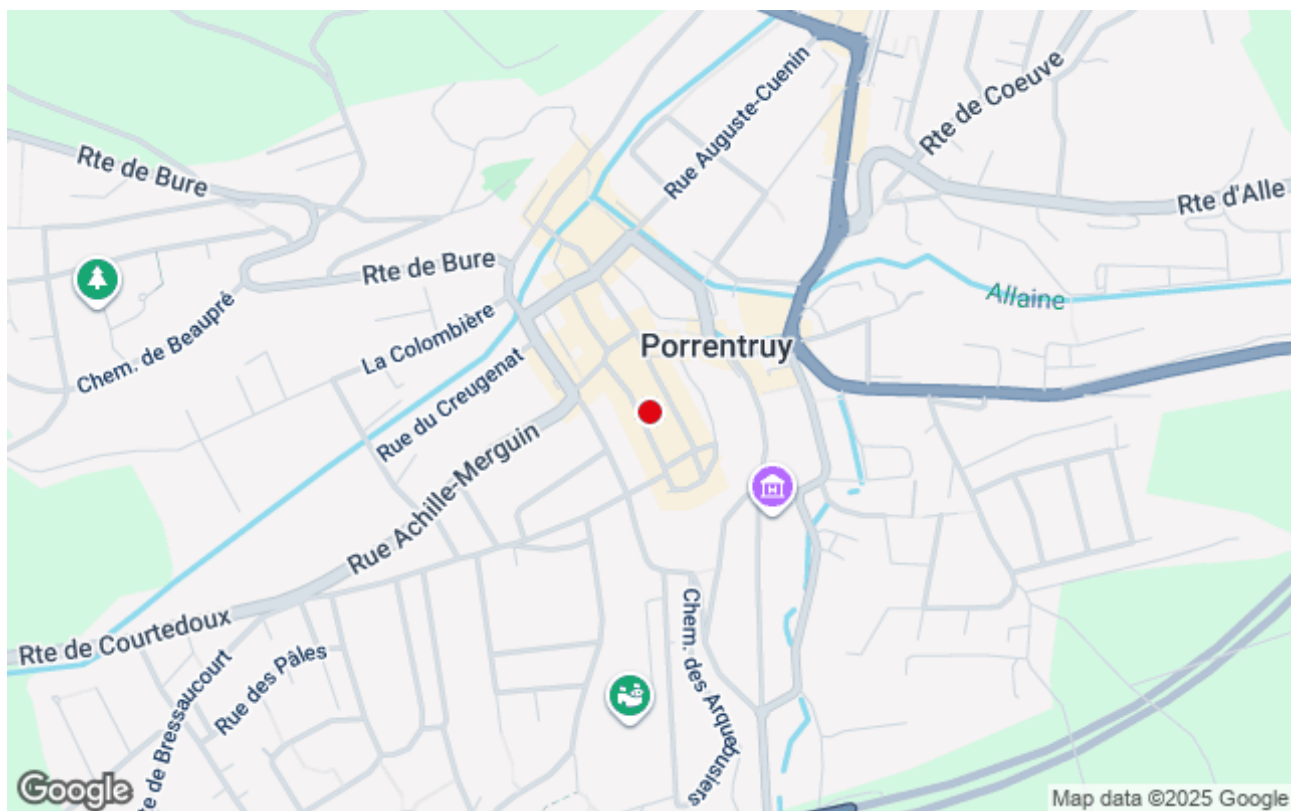 Rue Auguste-Cuenin
Rte de Coeuve
Rte de Bure
Rte d'Alle
Rte de Bure
Allaine
Chem. de Beaupré
La Colombière
Porrentruy
Rue du Creugenat
Rue Achille-Merguin
Rte de Courtedoux
Chem. des Arquebusiers
Rue des Pâles
de Bressaucourt
H
Google
Map data ©2025 Google